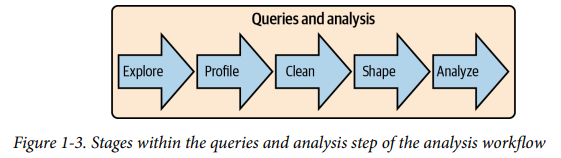 Queries and analysis
Explore Profile Clean Shape Analyze
Figure 1-3. Stages within the queries and analysis step of the analysis workflow